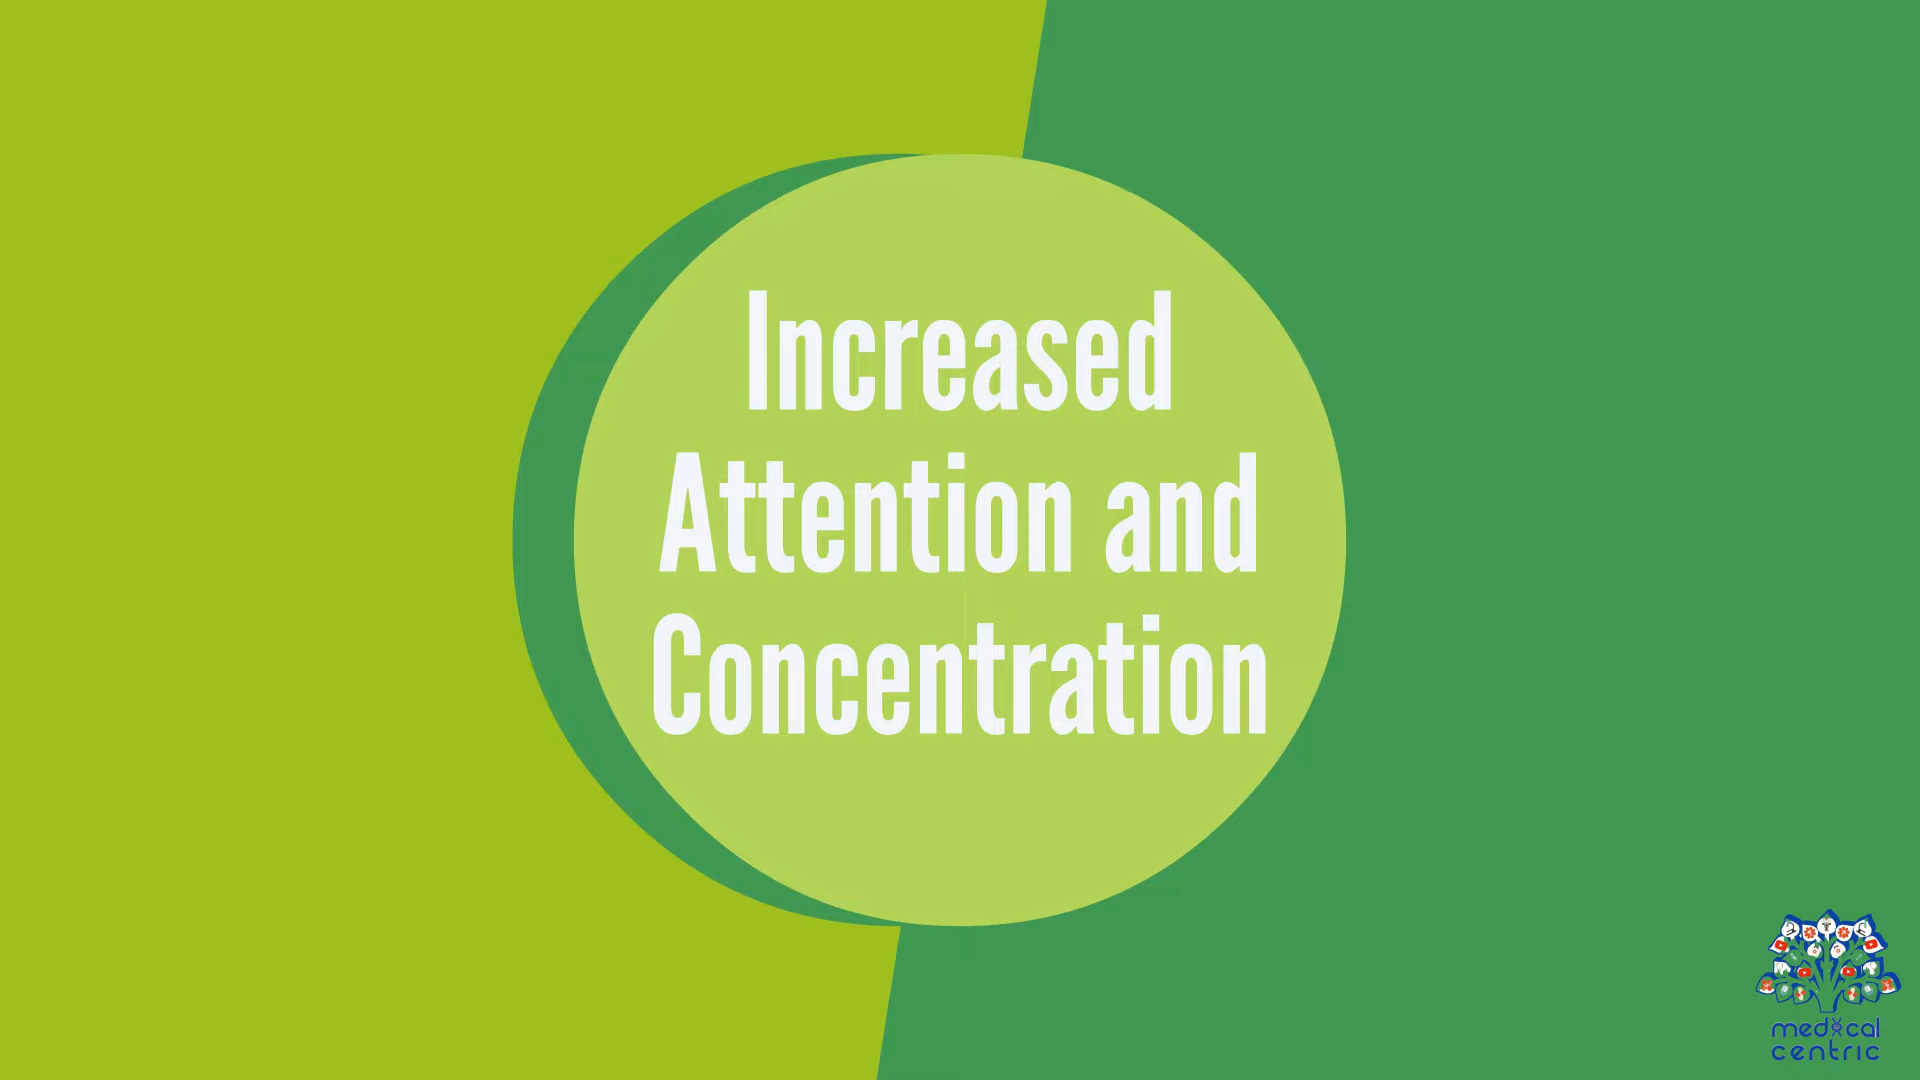 Increased
Attention and
Concentration
medical
centric